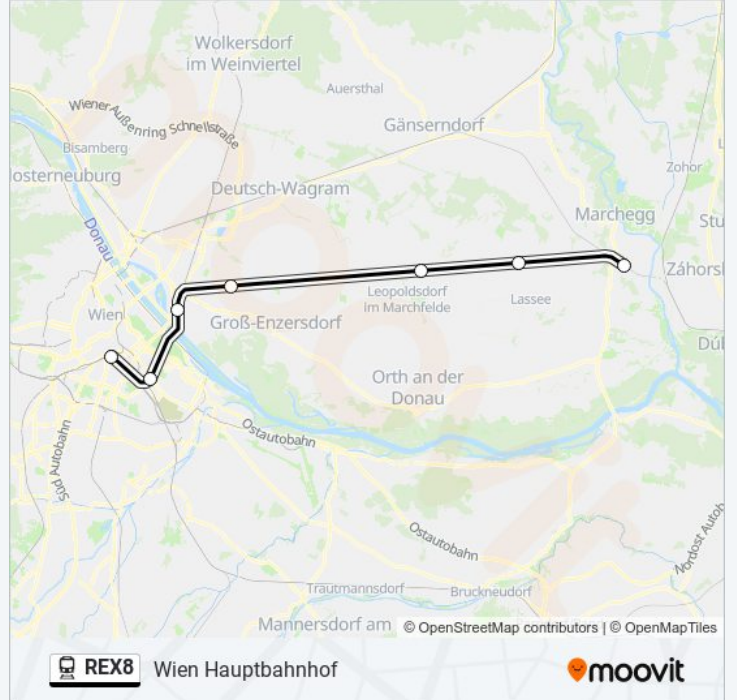 Wolkersdorf
im Weinviertel
Auersthal
Wiener Außenring Schnellstraße
Gänserndorf
Bisamberg
Zohor
losterneuburg
Deutsch-Wagram
Marchegg
Stu
Donau
Záhors
Leopoldsdorf
im Marchfelde
Lassee
Wien
Groß-Enzersdorf
Dúb
Orth an der
Donau
Ostautobahn
Süd Autobahn
Ostautobahn
Nordost Autob
Trautmannsdorf
Bruckneudorf
Mannersdorf am
© OpenStreetMap contributors | © OpenMapTiles
REX8 Wien Hauptbahnhof
moovit